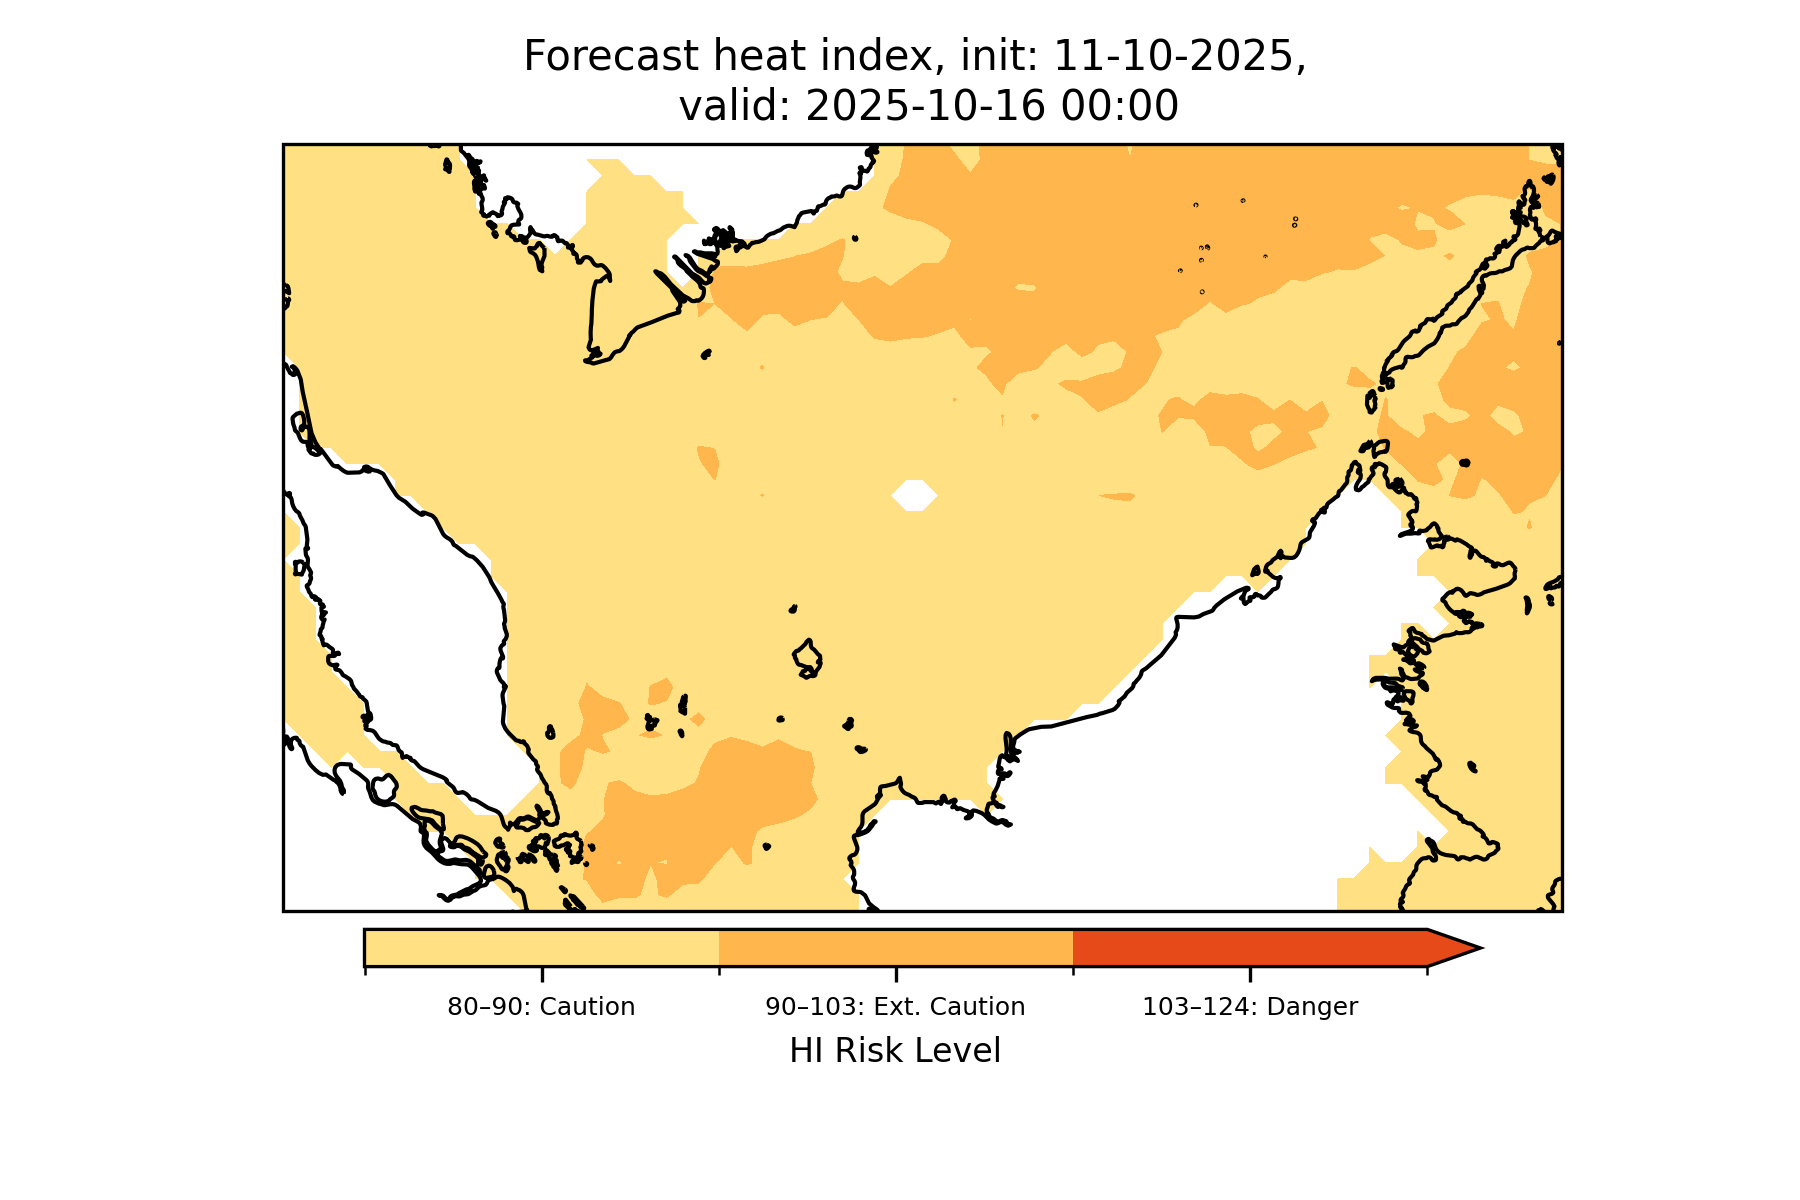 Forecast heat index, init: 11-10-2025,
valid: 2025-10-16 00:00
80–90: Caution
90–103: Ext. Caution
103–124: Danger
HI Risk Level